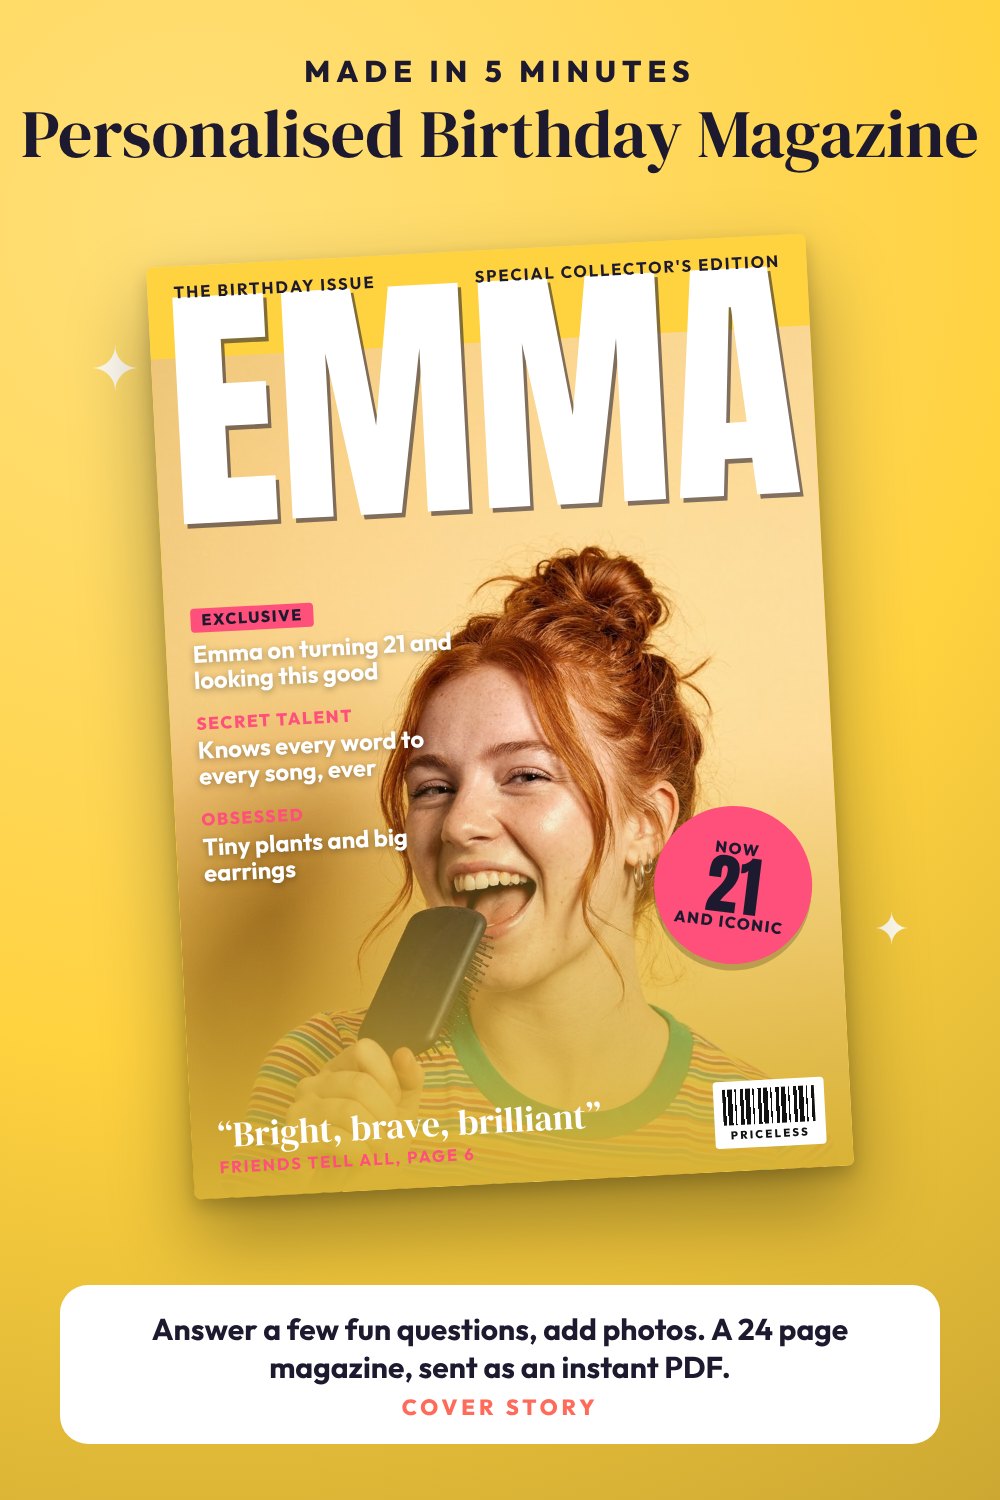 MADE IN 5 MINUTES
Personalised Birthday Magazine
THE BIRTHDAY ISSUE
SPECIAL COLLECTOR'S EDITION
EMMA
EXCLUSIVE
Emma on turning 21 and
looking this good
SECRET TALENT
Knows every word to
every song, ever
OBSESSED
Tiny plants and big
earrings
NOW
21
AND ICONIC
“Bright, brave, brilliant”
FRIENDS TELL ALL, PAGE 6
PRICELESS
Answer a few fun questions, add photos. A 24 page
magazine, sent as an instant PDF.
COVER STORY